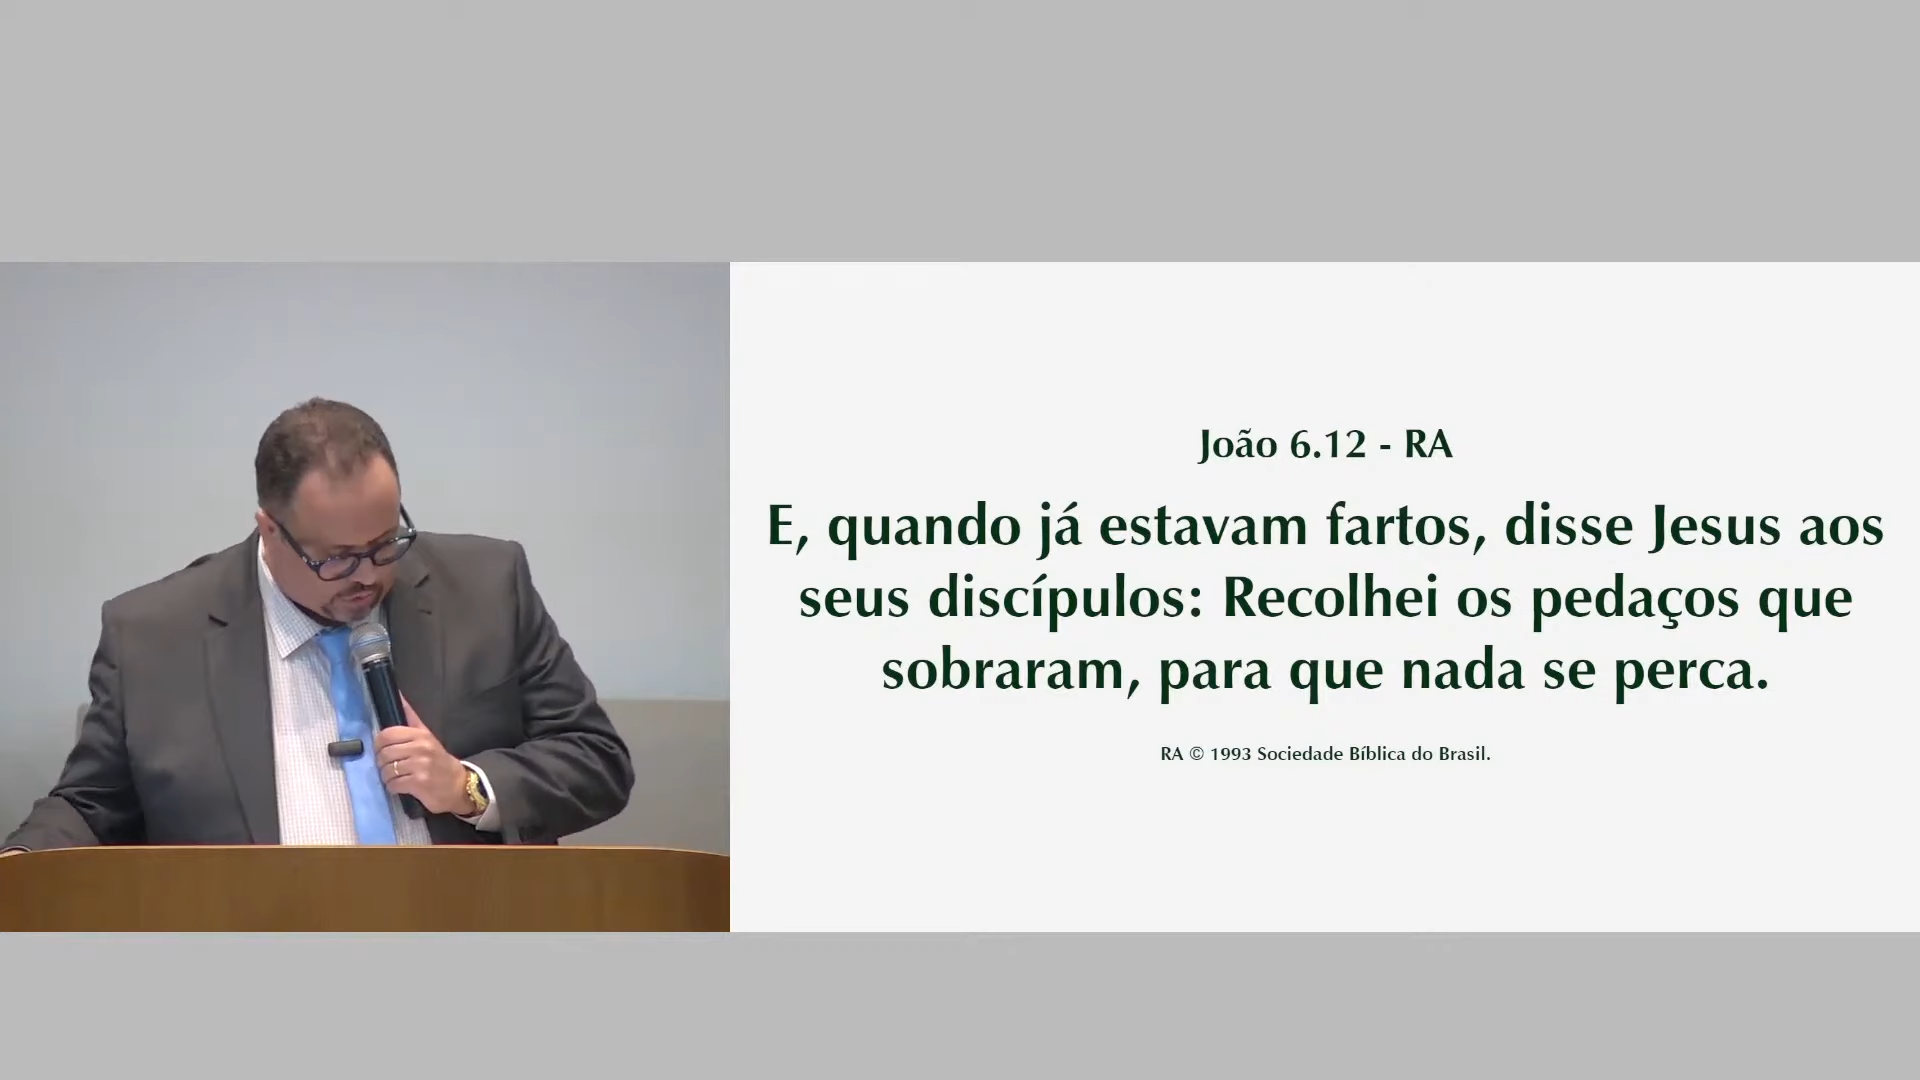 João 6.12 - RA
E, quando já estavam fartos, disse Jesus aos
seus discípulos: Recolhei os pedaços que
sobraram, para que nada se perca.
RA © 1993 Sociedade Bíblica do Brasil.